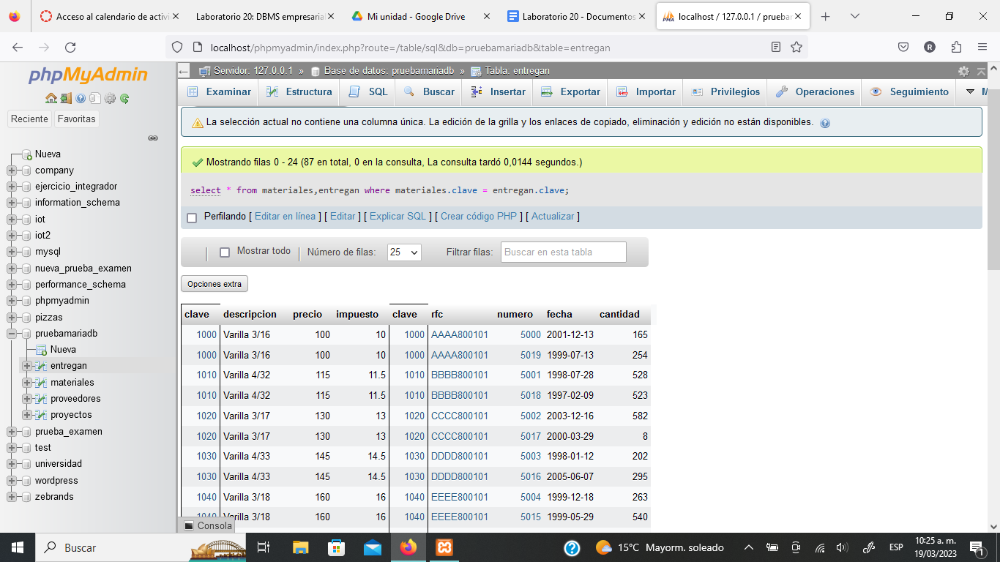 Acceso al calendario de activi
Laboratorio 20: DBMS empresaria
Mi unidad - Google Drive
Laboratorio 20 - Documentos
PMA localhost / 127.0.0.1 / prueban
localhost/phpmyadmin/index.php?route=/table/sql&db=pruebamariadb&table=entregan
R
phpMyAdmin
Reciente Favoritas
Nueva
company
ejercicio_integrador
information_schema
iot
iot2
mysql
nueva_prueba_examen
performance_schema
phpmyadmin
pizzas
pruebamariadb
Nueva
entregan
materiales
proveedores
proyectos
prueba_examen
test
universidad
wordpress
zebrands
Servidor: 127.0.0.1 » Base de datos: pruebamariadb » Tabla: entregan
Examinar Estructura SQL Buscar Insertar Exportar Importar Privilegios Operaciones Seguimiento M
La selección actual no contiene una columna única. La edición de la grilla y los enlaces de copiado, eliminación y edición no están disponibles.
Mostrando filas 0 - 24 (87 en total, 0 en la consulta, La consulta tardó 0,0144 segundos.)
select * from materiales,entregan where materiales.clave = entregan.clave;
Perfilando [ Editar en línea ] [ Editar ] [ Explicar SQL ] [ Crear código PHP ] [ Actualizar ]
Mostrar todo Número de filas: 25 Filtrar filas: Buscar en esta tabla
Opciones extra
clave descripcion precio impuesto clave rfc numero fecha cantidad
1000 Varilla 3/16 100 10 1000 AAAA800101 5000 2001-12-13 165
1000 Varilla 3/16 100 10 1000 AAAA800101 5019 1999-07-13 254
1010 Varilla 4/32 115 11.5 1010 BBBB800101 5001 1998-07-28 528
1010 Varilla 4/32 115 11.5 1010 BBBB800101 5018 1997-02-09 523
1020 Varilla 3/17 130 13 1020 CCCC800101 5002 2003-12-16 582
1020 Varilla 3/17 130 13 1020 CCCC800101 5017 2000-03-29 8
1030 Varilla 4/33 145 14.5 1030 DDDD800101 5003 1998-01-12 202
1030 Varilla 4/33 145 14.5 1030 DDDD800101 5016 2005-06-07 295
1040 Varilla 3/18 160 16 1040 EEEE800101 5004 1999-12-18 263
1040 Varilla 3/18 160 16 1040 EEEE800101 5015 1999-05-29 540
Consola
Buscar
15°C Mayorm. soleado
ESP
10:25 a. m.
19/03/2023
1